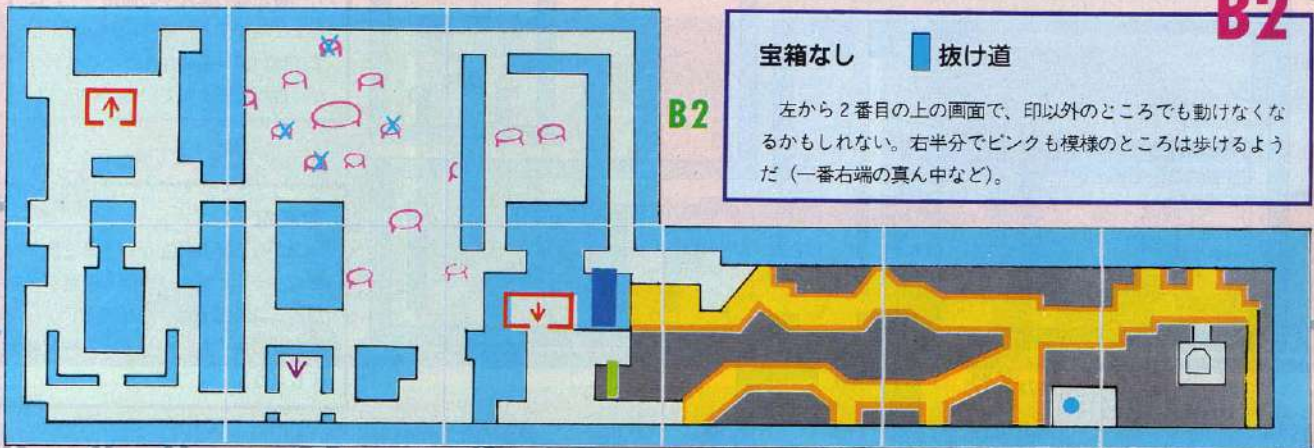 B2
B2
宝箱なし 抜け道
左から2番目の上の画面で、印以外のところでも動けなくな
るかもしれない。右半分でピンクも模様のところは歩けるよう
だ(一番右端の真ん中など)。